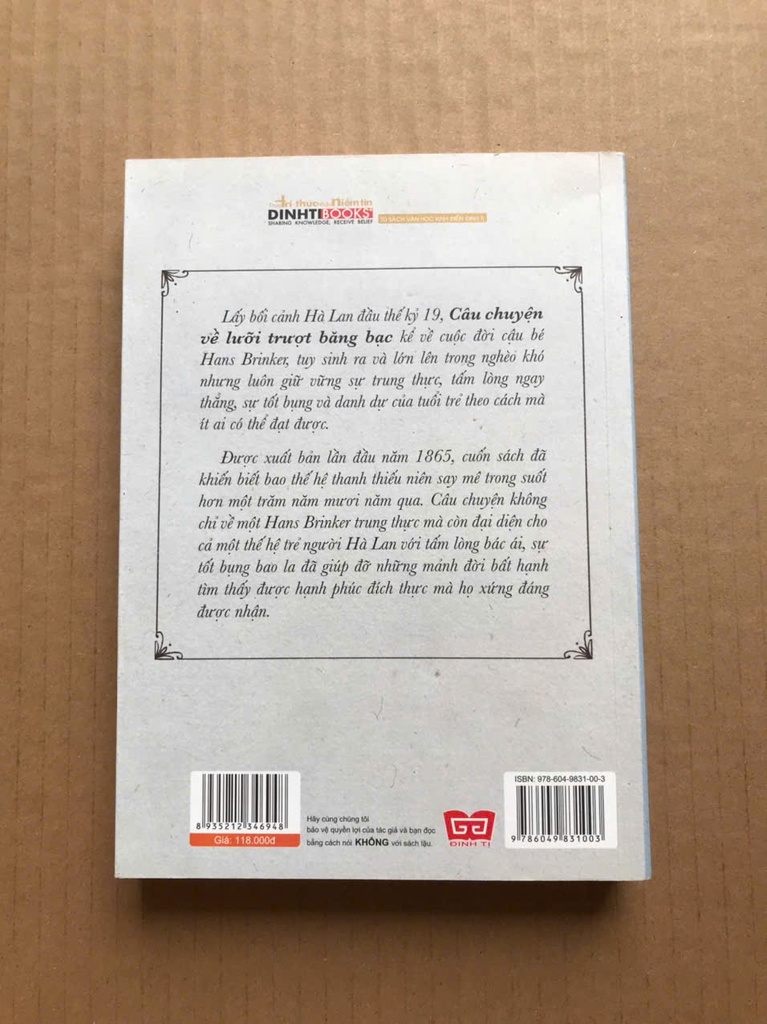 tri thức niềm tin
DINHTIBOOKS
SHARING KNOWLEDGE, RECEIVE BELIEF
TỦ SÁCH VĂN HỌC KINH ĐIỂN ĐINH TỊ
Lấy bối cảnh Hà Lan đầu thế kỷ 19, Câu chuyện
về lưỡi trượt băng bạc kể về cuộc đời cậu bé
Hans Brinker, tuy sinh ra và lớn lên trong nghèo khó
nhưng luôn giữ vững sự trung thực, tấm lòng ngay
thẳng, sự tốt bụng và danh dự của tuổi trẻ theo cách mà
ít ai có thể đạt được.
Được xuất bản lần đầu năm 1865, cuốn sách đã
khiến biết bao thế hệ thanh thiếu niên say mê trong suốt
hơn một trăm năm mươi năm qua. Câu chuyện không
chỉ về một Hans Brinker trung thực mà còn đại diện cho
cả một thế hệ trẻ người Hà Lan với tấm lòng bác ái, sự
tốt bụng bao la đã giúp đỡ những mảnh đời bất hạnh
tìm thấy được hạnh phúc đích thực mà họ xứng đáng
được nhận.
8 935212 346948
Giá: 118.000đ
Hãy cùng chúng tôi
bảo vệ quyền lợi của tác giả và bạn đọc
bằng cách nói KHÔNG với sách lậu.
ĐINH TỊ
ISBN: 978-604-9831-00-3
9 786049 831003